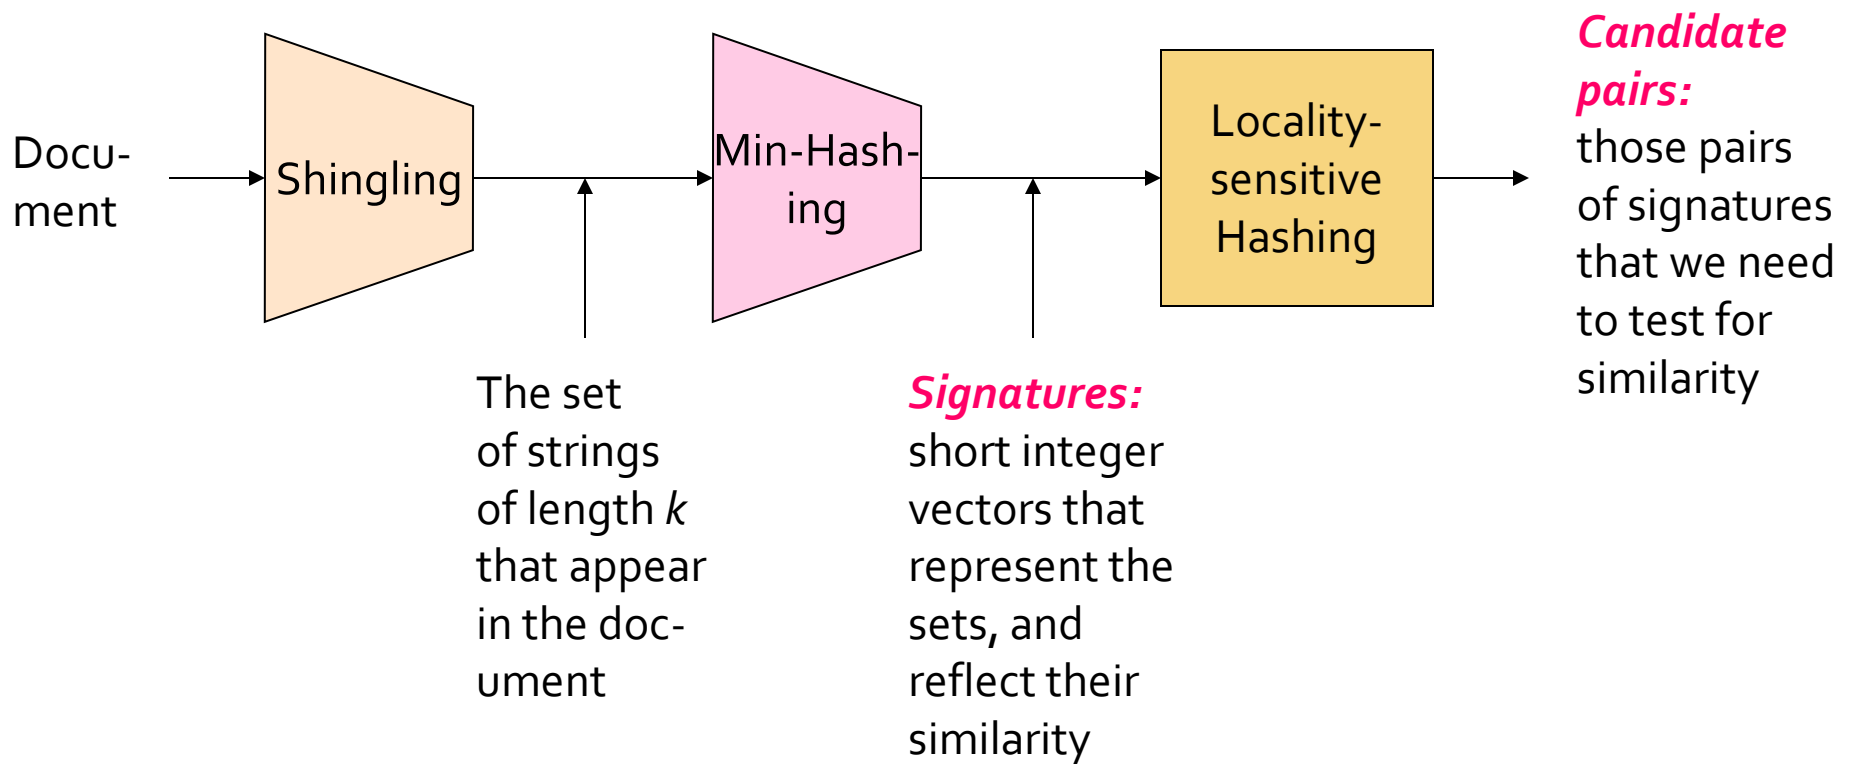 Docu-
ment
Shingling
The set
of strings
of length k
that appear
in the doc-
ument
Min-Hash-
ing
Signatures:
short integer
vectors that
represent the
sets, and
reflect their
similarity
Locality-
sensitive
Hashing
Candidate
pairs:
those pairs
of signatures
that we need
to test for
similarity